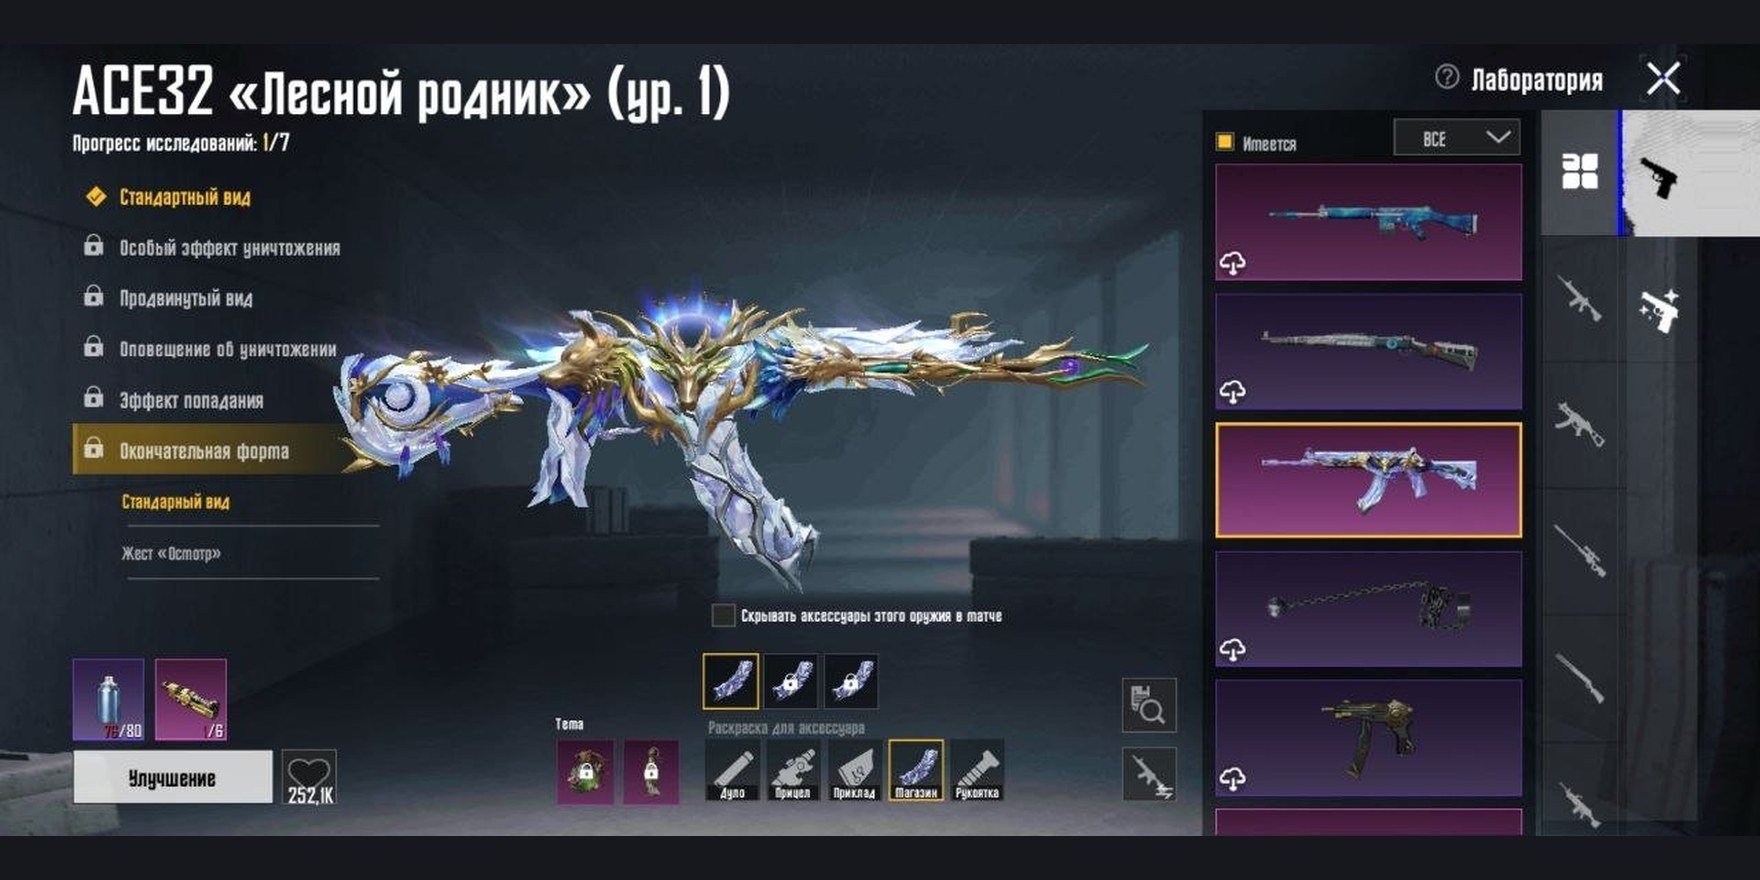 ACE32 «Лесной родник» (ур. 1)
Прогресс исследований: 1/7
Стандартный вид
Особый эффект уничтожения
Продвинутый вид
Оповещение об уничтожении
Эффект попадания
Окончательная форма
Стандарный вид
Жест «Осмотр»
76/80
1/6
Улучшение
252,1K
Скрывать аксессуары этого оружия в матче
Тема
Раскраска для аксессуара
Дуло
Прицел
Приклад
Магазин
Рукоятка
? Лаборатория
Имеется
ВСЕ